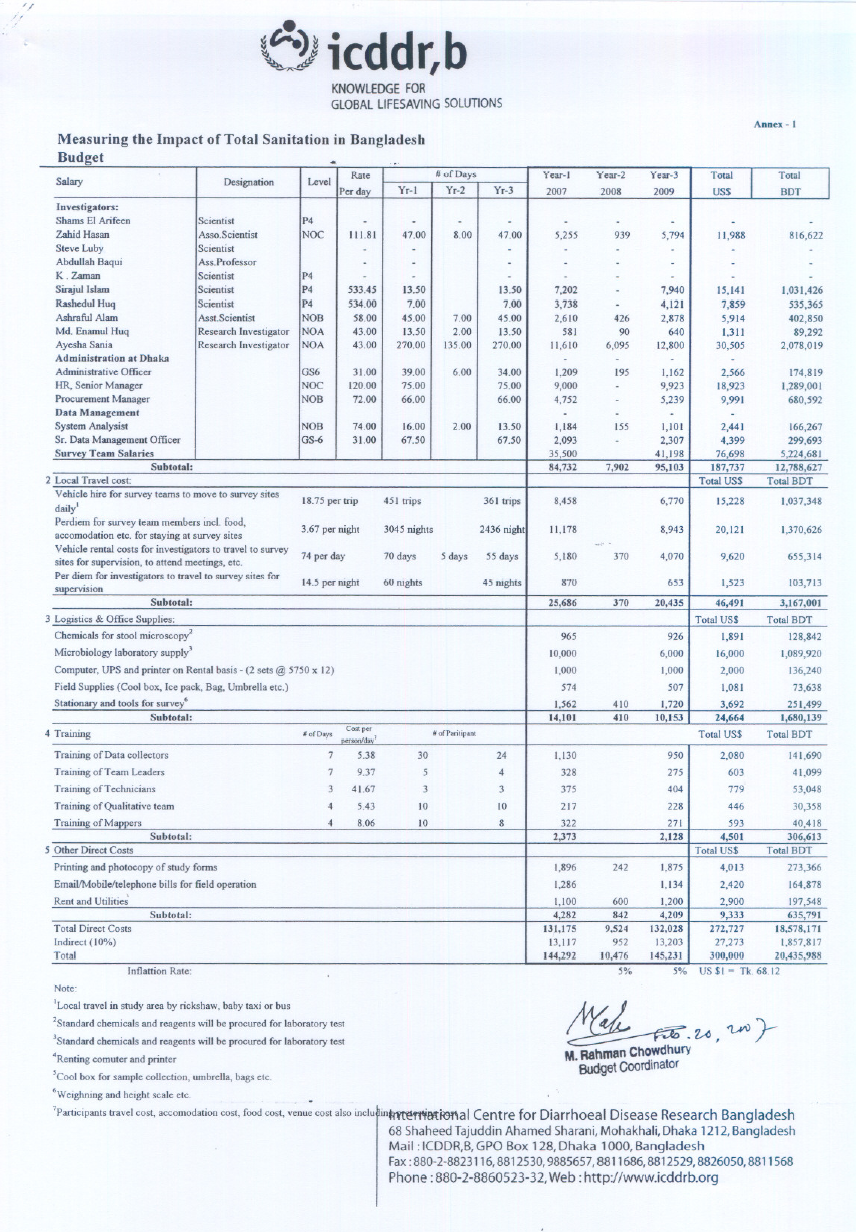 icddr,b
KNOWLEDGE FOR
GLOBAL LIFESAVING SOLUTIONS
Annex - I
Measuring the Impact of Total Sanitation in Bangladesh
Budget
Salary Designation Level Rate Per day # of Days Yr-1 Yr-2 Yr-3 Year-1 2007 Year-2 2008 Year-3 2009 Total US$ Total BDT
Investigators: - - - - -
Shams El Arifeen Scientist P4 - - - - - - - - -
Zahid Hasan Asso.Scientist NOC 111.81 47.00 8.00 47.00 5,255 939 5,794 11,988 816,622
Steve Luby Scientist - - - - - - - - -
Abdullah Baqui Ass.Professor - - - - - - - - -
K . Zaman Scientist P4 - - - - - - - - -
Sirajul Islam Scientist P4 533.45 13.50 13.50 7,202 - 7,940 15,141 1,031,426
Rashedul Huq Scientist P4 534.00 7.00 7.00 3,738 - 4,121 7,859 535,365
Ashraful Alam Asst.Scientist NOB 58.00 45.00 7.00 45.00 2,610 426 2,878 5,914 402,850
Md. Enamul Huq Research Investigator NOA 43.00 13.50 2.00 13.50 581 90 640 1,311 89,292
Ayesha Sania Research Investigator NOA 43.00 270.00 135.00 270.00 11,610 6,095 12,800 30,505 2,078,019
Administration at Dhaka - - - -
Administrative Officer GS6 31.00 39.00 6.00 34.00 1,209 195 1,162 2,566 174,819
HR, Senior Manager NOC 120.00 75.00 75.00 9,000 - 9,923 18,923 1,289,001
Procurement Manager NOB 72.00 66.00 66.00 4,752 - 5,239 9,991 680,592
Data Management - - - -
System Analysist NOB 74.00 16.00 2.00 13.50 1,184 155 1,101 2,441 166,267
Sr. Data Management Officer GS-6 31.00 67.50 67.50 2,093 - 2,307 4,399 299,693
Survey Team Salaries 35,500 41,198 76,698 5,224,681
Subtotal: 84,732 7,902 95,103 187,737 12,788,627
2 Local Travel cost: Total US$ Total BDT
Vehicle hire for survey teams to move to survey sites
daily1 18.75 per trip 451 trips 361 trips 8,458 6,770 15,228 1,037,348
Perdiem for survey team members incl. food,
accomodation etc. for staying at survey sites 3.67 per night 3045 nights 2436 night 11,178 8,943 20,121 1,370,626
Vehicle rental costs for investigators to travel to survey
sites for supervision, to attend meetings, etc. 74 per day 70 days 5 days 55 days 5,180 370 4,070 9,620 655,314
Per diem for investigators to travel to survey sites for
supervision 14.5 per night 60 nights 45 nights 870 653 1,523 103,713
Subtotal: 25,686 370 20,435 46,491 3,167,001
3 Logistics & Office Supplies: Total US$ Total BDT
Chemicals for stool microscopy2 965 926 1,891 128,842
Microbiology laboratory supply3 10,000 6,000 16,000 1,089,920
Computer, UPS and printer on Rental basis - (2 sets @ 5750 x 12) 1,000 1,000 2,000 136,240
Field Supplies (Cool box, Ice pack, Bag, Umbrella etc.) 574 507 1,081 73,638
Stationary and tools for survey6 1,562 410 1,720 3,692 251,499
Subtotal: 14,101 410 10,153 24,664 1,680,139
4 Training # of Days Cost per person/day7 # of Paritipant Total US$ Total BDT
Training of Data collectors 7 5.38 30 24 1,130 950 2,080 141,690
Training of Team Leaders 7 9.37 5 4 328 275 603 41,099
Training of Technicians 3 41.67 3 3 375 404 779 53,048
Training of Qualitative team 4 5.43 10 10 217 228 446 30,358
Training of Mappers 4 8.06 10 8 322 271 593 40,418
Subtotal: 2,373 2,128 4,501 306,613
5 Other Direct Costs Total US$ Total BDT
Printing and photocopy of study forms 1,896 242 1,875 4,013 273,366
Email/Mobile/telephone bills for field operation 1,286 1,134 2,420 164,878
Rent and Utilities 1,100 600 1,200 2,900 197,548
Subtotal: 4,282 842 4,209 9,333 635,791
Total Direct Costs 131,175 9,524 132,028 272,727 18,578,171
Indirect (10%) 13,117 952 13,203 27,273 1,857,817
Total 144,292 10,476 145,231 300,000 20,435,988
Inflattion Rate: 5% 5% US $1 = Tk. 68.12
Note:
1Local travel in study area by rickshaw, baby taxi or bus
2Standard chemicals and reagents will be procured for laboratory test
3Standard chemicals and reagents will be procured for laboratory test
4Renting comuter and printer
5Cool box for sample collection, umbrella, bags etc.
6Weighning and height scale etc.
7Participants travel cost, accomodation cost, food cost, venue cost also
Feb. 20, 2007
M. Rahman Chowdhury
Budget Coordinator
International Centre for Diarrhoeal Disease Research Bangladesh
68 Shaheed Tajuddin Ahamed Sharani, Mohakhali, Dhaka 1212, Bangladesh
Mail : ICDDR,B, GPO Box 128, Dhaka 1000, Bangladesh
Fax : 880-2-8823116, 8812530, 9885657, 8811686, 8812529, 8826050, 8811568
Phone : 880-2-8860523-32, Web : http://www.icddrb.org